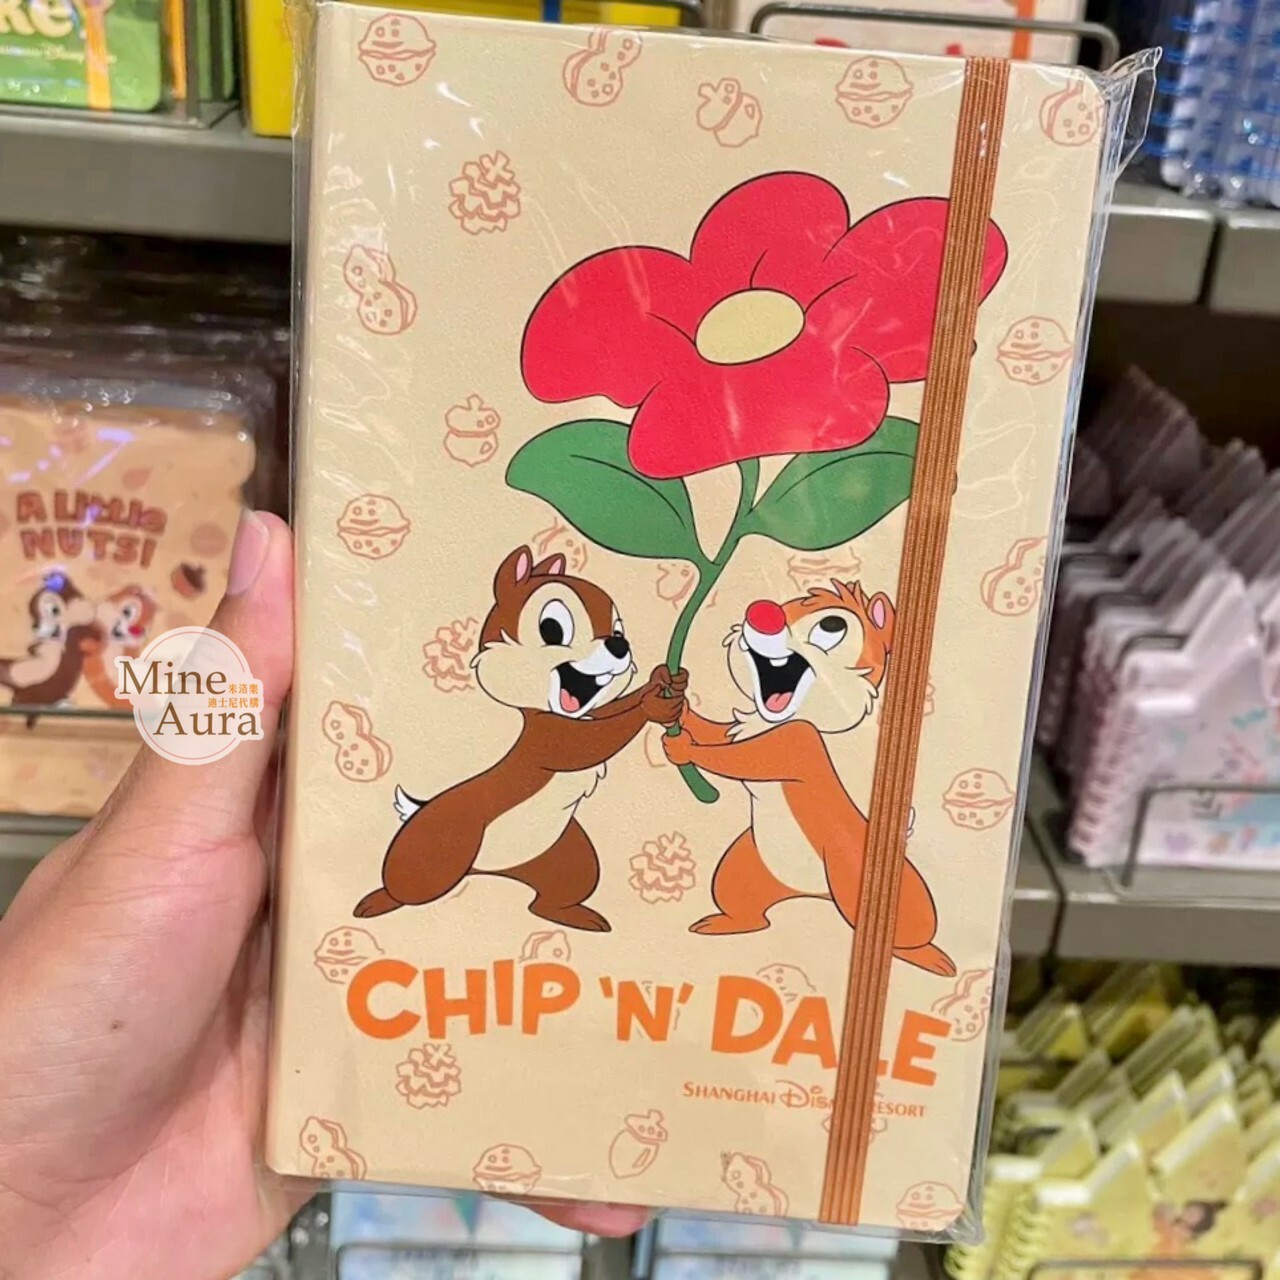 A LITTLE
NUTS!
Mine
米洛樂
迪士尼代購
Aura
CHIP 'N' DALE
SHANGHAI Disney RESORT